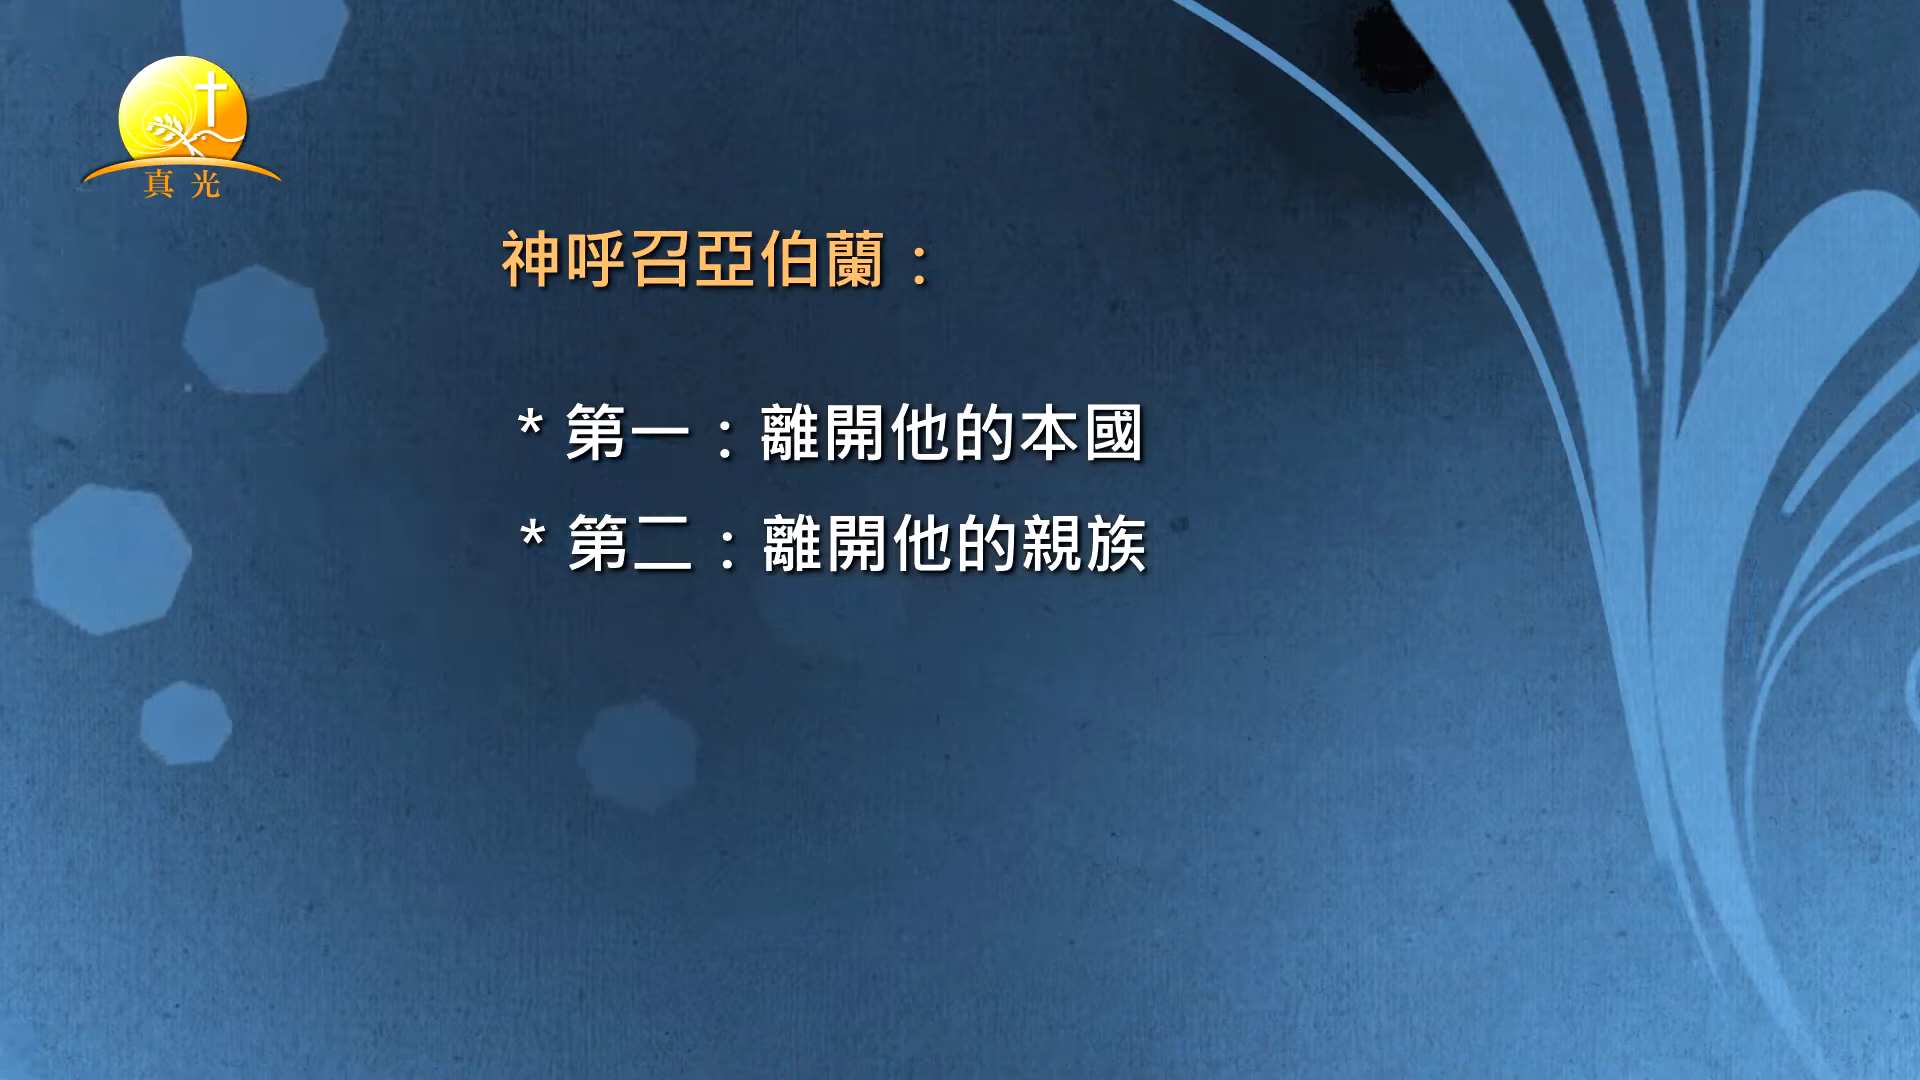 真光
神呼召亞伯蘭：
* 第一：離開他的本國
* 第二：離開他的親族